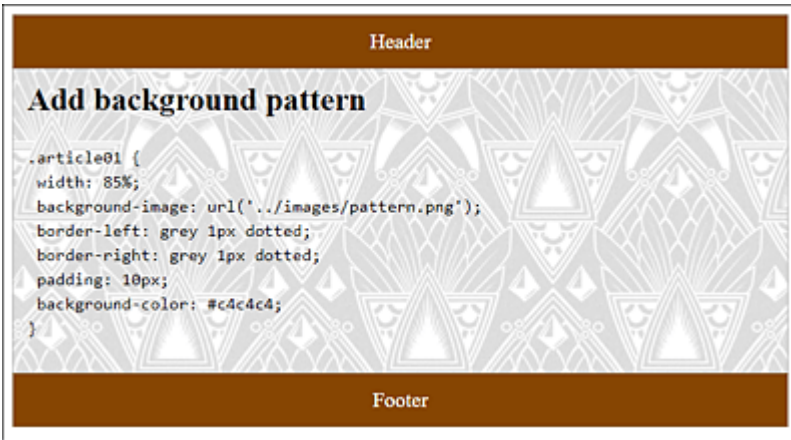 Header
Add background pattern
.article01 {
width: 85%;
background-image: url('../images/pattern.png');
border-left: grey 1px dotted;
border-right: grey 1px dotted;
padding: 10px;
background-color: #c4c4c4;
}
Footer